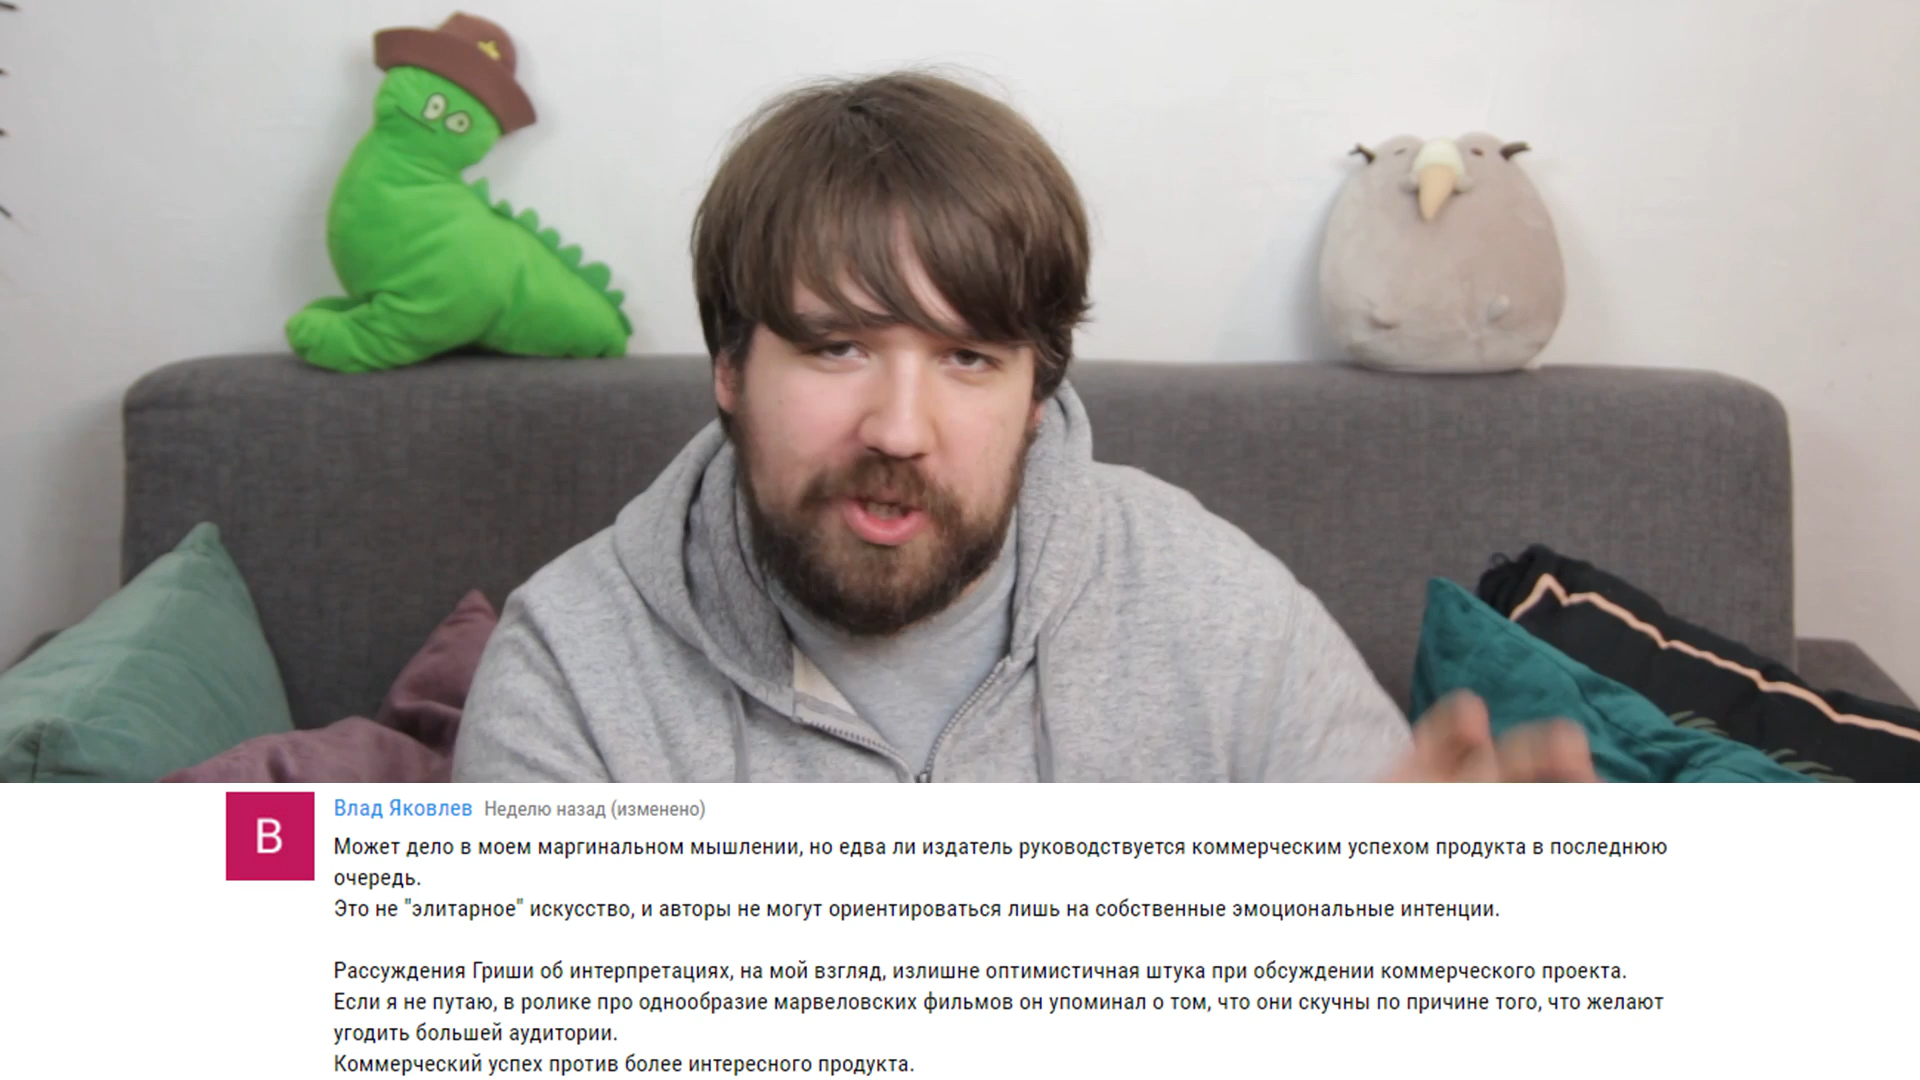 В
Влад Яковлев Неделю назад (изменено)
Может дело в моем маргинальном мышлении, но едва ли издатель руководствуется коммерческим успехом продукта в последнюю
очередь.
Это не "элитарное" искусство, и авторы не могут ориентироваться лишь на собственные эмоциональные интенции.
Рассуждения Гриши об интерпретациях, на мой взгляд, излишне оптимистичная штука при обсуждении коммерческого проекта.
Если я не путаю, в ролике про однообразие марвеловских фильмов он упоминал о том, что они скучны по причине того, что желают
угодить большей аудитории.
Коммерческий успех против более интересного продукта.